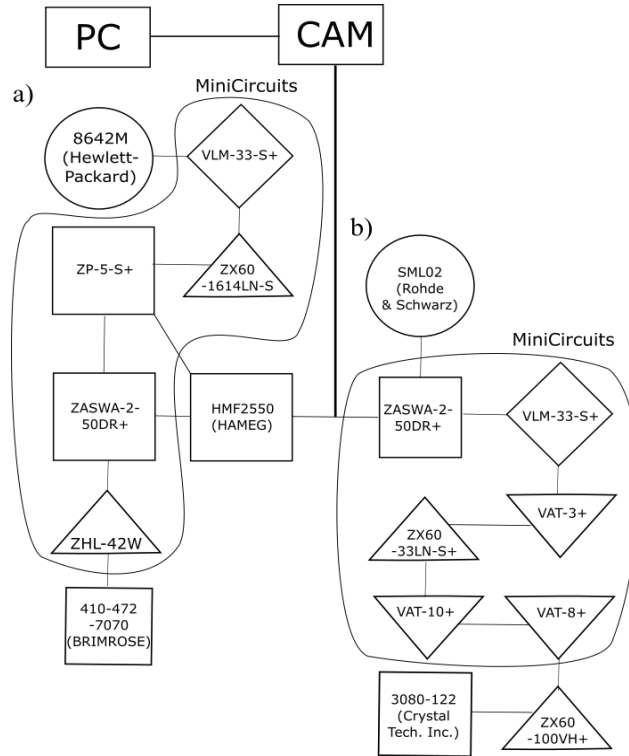 PC
CAM
a)
MiniCircuits
8642M
(Hewlett-
Packard)
VLM-33-S+
ZP-5-S+
ZX60
-1614LN-S
ZASWA-2-
50DR+
HMF2550
(HAMEG)
ZHL-42W
410-472
-7070
(BRIMROSE)
b)
SML02
(Rohde
& Schwarz)
MiniCircuits
ZASWA-2-
50DR+
VLM-33-S+
VAT-3+
ZX60
-33LN-S+
VAT-10+
VAT-8+
3080-122
(Crystal
Tech. Inc.)
ZX60
-100VH+